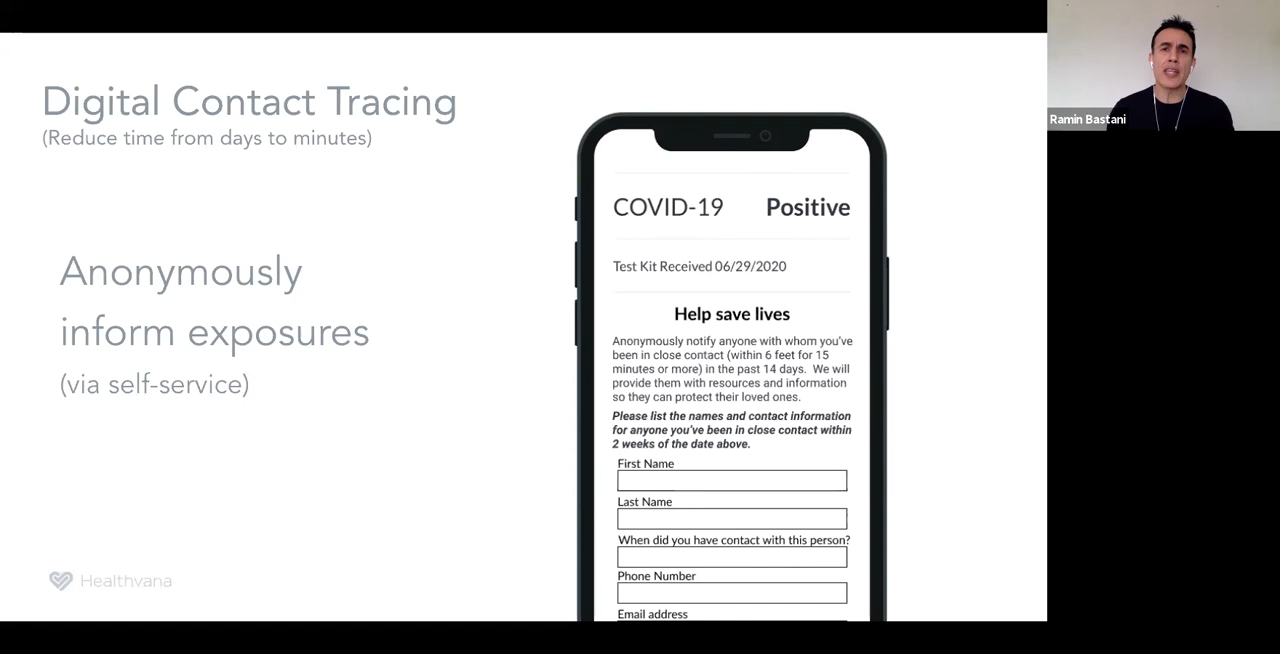 Digital Contact Tracing
(Reduce time from days to minutes)
Anonymously
inform exposures
(via self-service)
Healthvana
COVID-19 Positive
Test Kit Received 06/29/2020
Help save lives
Anonymously notify anyone with whom you've
been in close contact (within 6 feet for 15
minutes or more) in the past 14 days. We will
provide them with resources and information
so they can protect their loved ones.
Please list the names and contact information
for anyone you've been in close contact within
2 weeks of the date above.
First Name
Last Name
When did you have contact with this person?
Phone Number
Email address
Ramin Bastani